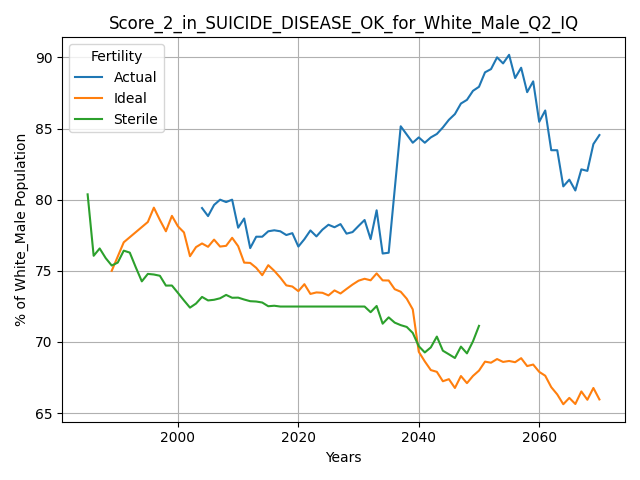 Score_2_in_SUICIDE_DISEASE_OK_for_White_Male_Q2_IQ
% of White_Male Population
90
85
80
75
70
65
Fertility
Actual
Ideal
Sterile
2000 2020 2040 2060
Years